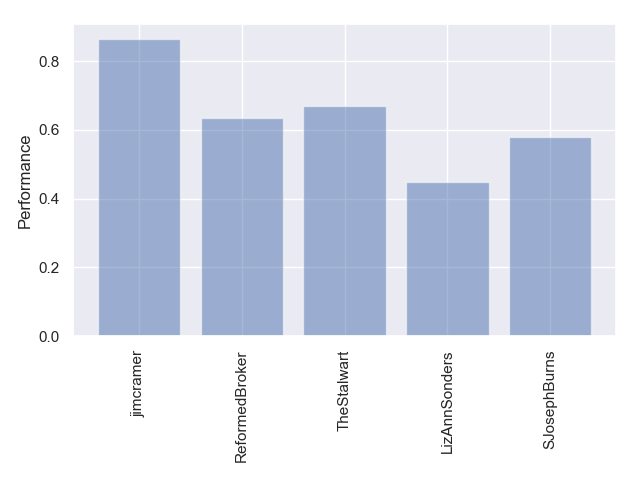 0.8
0.6
0.4
0.2
0.0
Performance
jimcramer
ReformedBroker
TheStalwart
LizAnnSonders
SJosephBurns